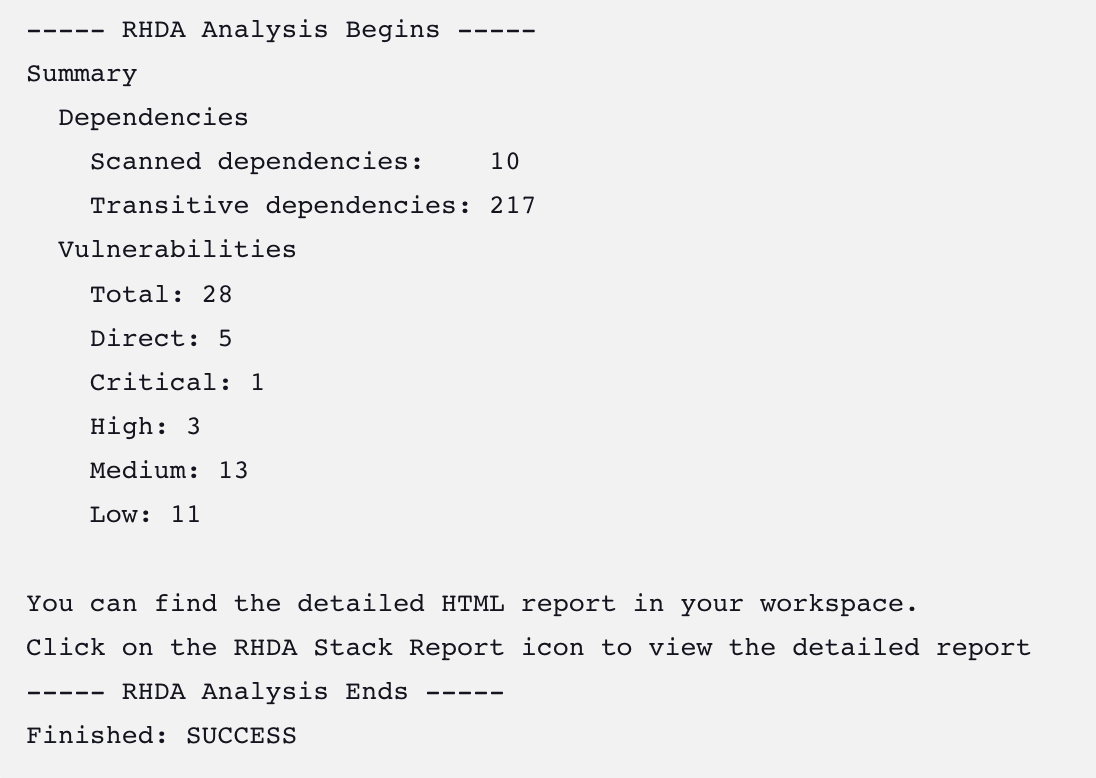 ----- RHDA Analysis Begins -----
Summary
  Dependencies
    Scanned dependencies:    10
    Transitive dependencies: 217
  Vulnerabilities
    Total: 28
    Direct: 5
    Critical: 1
    High: 3
    Medium: 13
    Low: 11

You can find the detailed HTML report in your workspace.
Click on the RHDA Stack Report icon to view the detailed report
----- RHDA Analysis Ends -----
Finished: SUCCESS